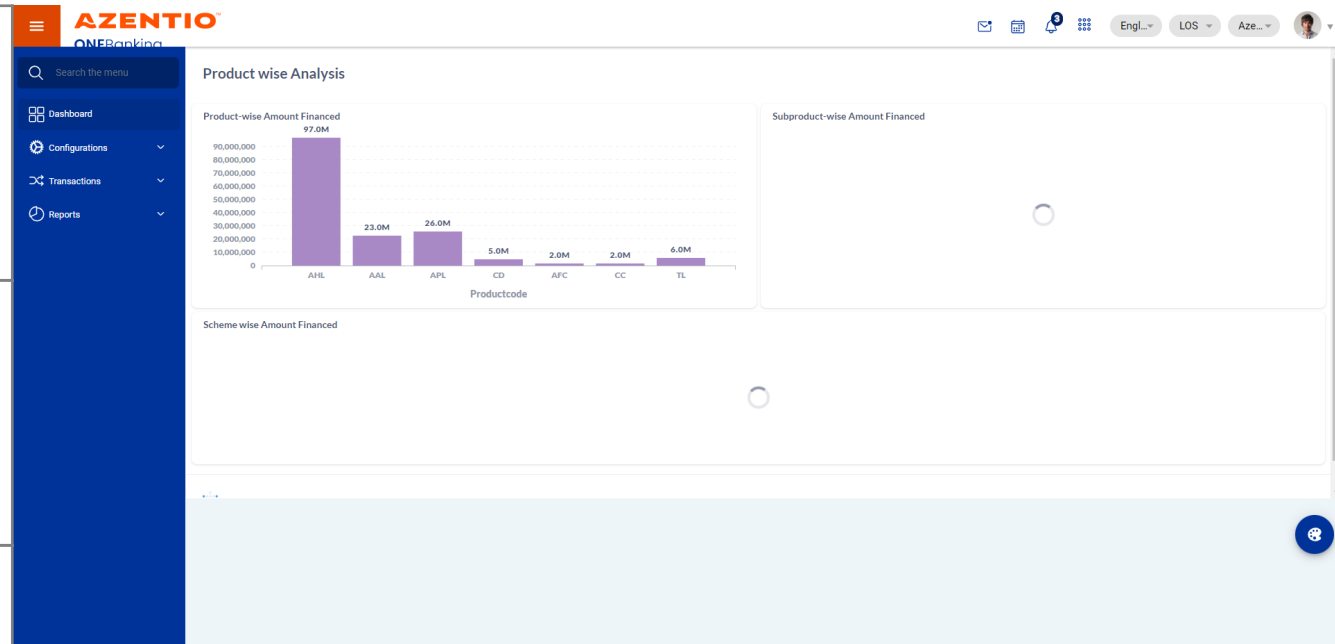 AZENTIO™
ONEBanking
3
Engl...
LOS
Aze...
Search the menu
Dashboard
Configurations
Transactions
Reports
Product wise Analysis
Product-wise Amount Financed
97.0M
90,000,000
80,000,000
70,000,000
60,000,000
50,000,000
40,000,000
30,000,000
20,000,000
10,000,000
0
23.0M
26.0M
5.0M
2.0M
2.0M
6.0M
AHL AAL APL CD AFC CC TL
Productcode
Subproduct-wise Amount Financed
Scheme wise Amount Financed